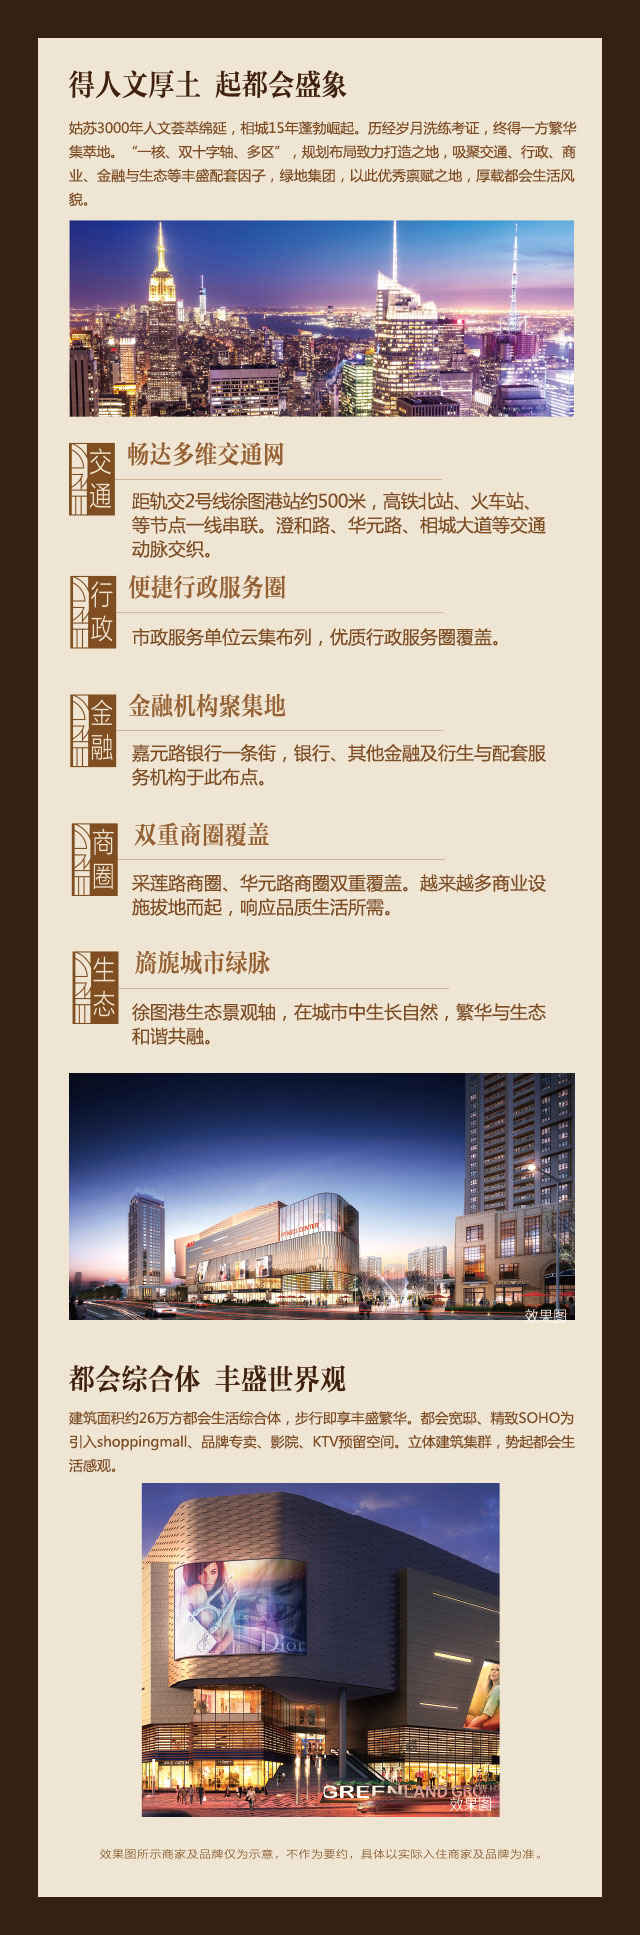 得人文厚土 起都会盛象
姑苏3000年人文荟萃绵延，相城15年蓬勃崛起。历经岁月洗练考证，终得一方繁华
集萃地。“一核、双十字轴、多区”，规划布局致力打造之地，吸聚交通、行政、商
业、金融与生态等丰盛配套因子，绿地集团，以此优秀禀赋之地，厚载都会生活风
貌。
交通
畅达多维交通网
距轨交2号线徐图港站约500米，高铁北站、火车站、
等节点一线串联。澄和路、华元路、相城大道等交通
动脉交织。
行政
便捷行政服务圈
市政服务单位云集布列，优质行政服务圈覆盖。
金融
金融机构聚集地
嘉元路银行一条街，银行、其他金融及衍生与配套服
务机构于此布点。
商圈
双重商圈覆盖
采莲路商圈、华元路商圈双重覆盖。越来越多商业设
施拔地而起，响应品质生活所需。
生态
旖旎城市绿脉
徐图港生态景观轴，在城市中生长自然，繁华与生态
和谐共融。
FITNESS CENTER
效果图
都会综合体 丰盛世界观
建筑面积约26万方都会生活综合体，步行即享丰盛繁华。都会宽邸、精致SOHO为
引入shoppingmall、品牌专卖、影院、KTV预留空间。立体建筑集群，势起都会生
活感观。
Dior
LOUIS VUITTON
GREENLAND GROUP
效果图
效果图所示商家及品牌仅为示意，不作为要约，具体以实际入住商家及品牌为准。